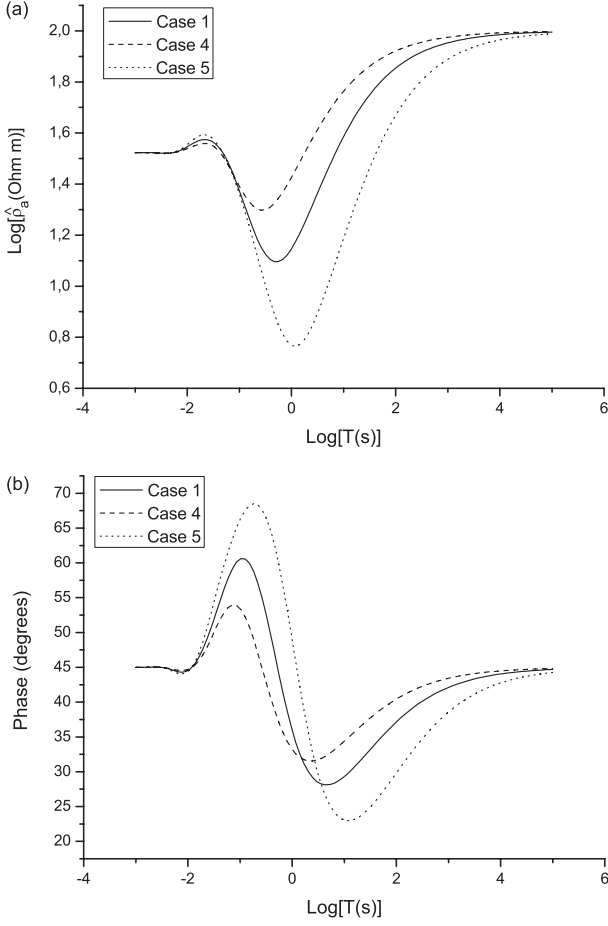 (a)
Case 1
Case 4
Case 5
2,0
1,8
1,6
1,4
1,2
1,0
0,8
0,6
Log[ρ̂a(Ohm m)]
-4 -2 0 2 4 6
Log[T(s)]
(b)
Case 1
Case 4
Case 5
70
65
60
55
50
45
40
35
30
25
20
Phase (degrees)
-4 -2 0 2 4 6
Log[T(s)]